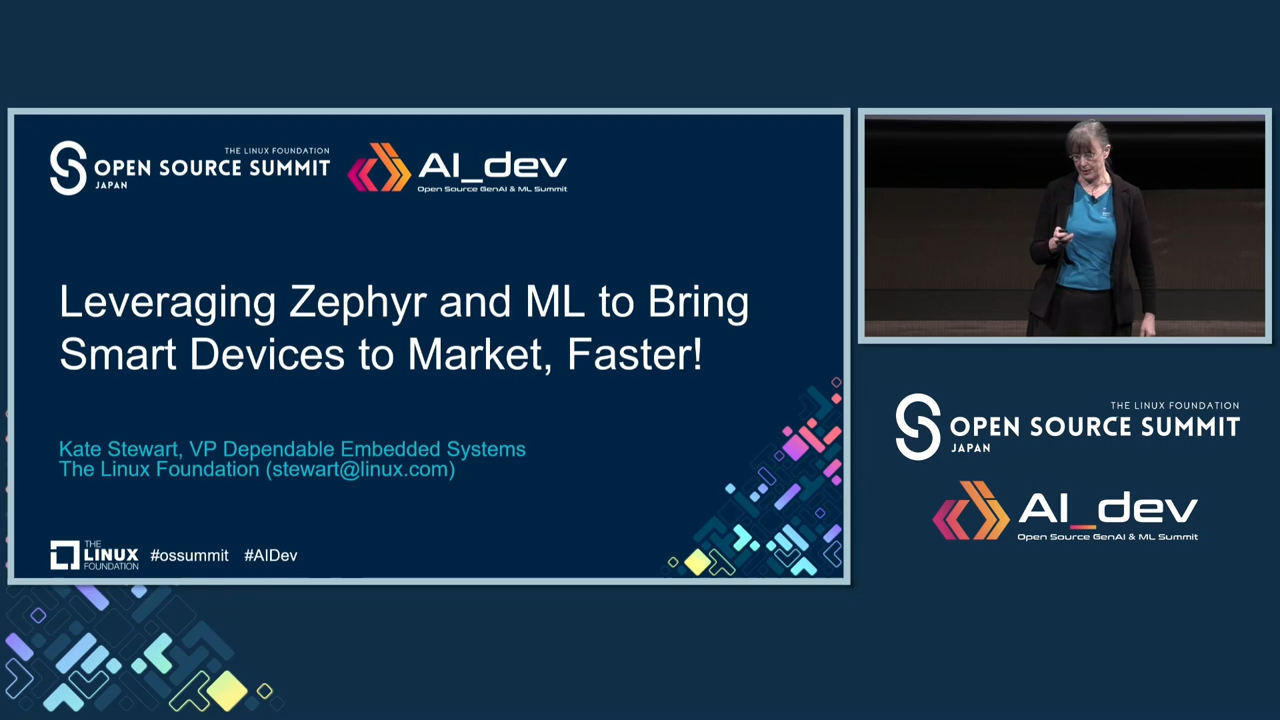 THE LINUX FOUNDATION
OPEN SOURCE SUMMIT
JAPAN
AI_dev
Open Source GenAI & ML Summit
Leveraging Zephyr and ML to Bring
Smart Devices to Market, Faster!
Kate Stewart, VP Dependable Embedded Systems
The Linux Foundation (stewart@linux.com)
THE
LINUX
FOUNDATION
#ossummit #AIDev
THE LINUX FOUNDATION
OPEN SOURCE SUMMIT
JAPAN
AI_dev
Open Source GenAI & ML Summit